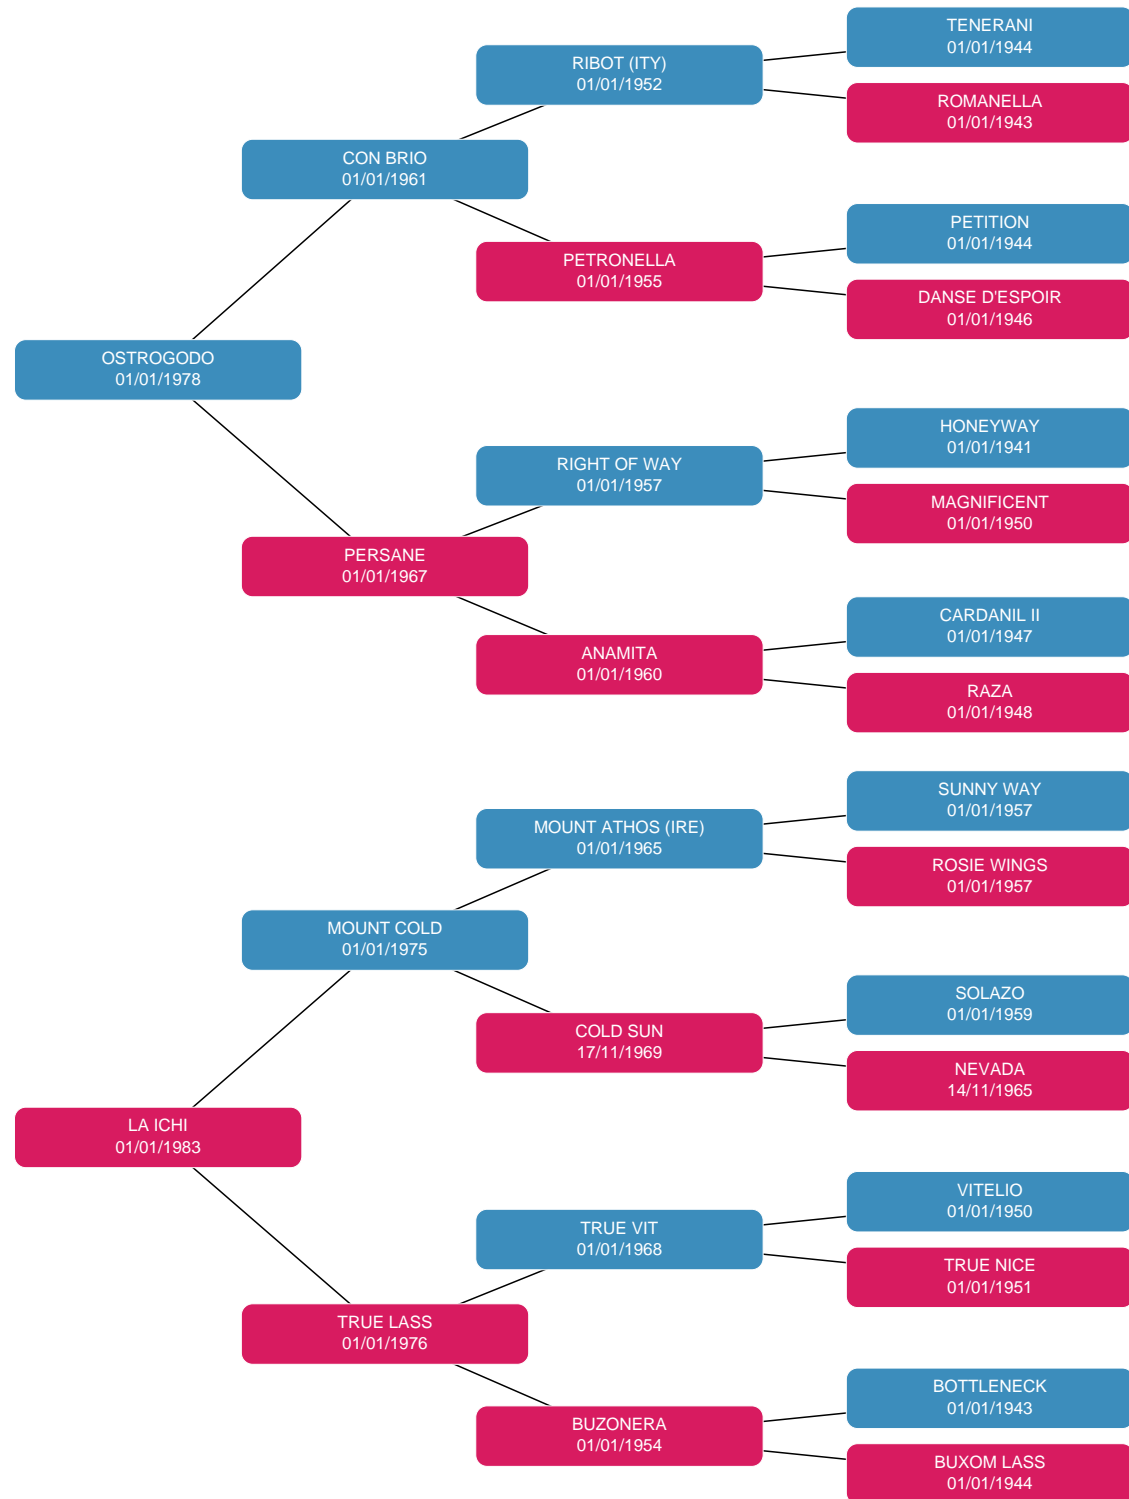 TENERANI
01/01/1944
RIBOT (ITY)
01/01/1952
ROMANELLA
01/01/1943
CON BRIO
01/01/1961
PETITION
01/01/1944
PETRONELLA
01/01/1955
DANSE D'ESPOIR
01/01/1946
OSTROGODO
01/01/1978
HONEYWAY
01/01/1941
RIGHT OF WAY
01/01/1957
MAGNIFICENT
01/01/1950
PERSANE
01/01/1967
CARDANIL II
01/01/1947
ANAMITA
01/01/1960
RAZA
01/01/1948
SUNNY WAY
01/01/1957
MOUNT ATHOS (IRE)
01/01/1965
ROSIE WINGS
01/01/1957
MOUNT COLD
01/01/1975
SOLAZO
01/01/1959
COLD SUN
17/11/1969
NEVADA
14/11/1965
LA ICHI
01/01/1983
VITELIO
01/01/1950
TRUE VIT
01/01/1968
TRUE NICE
01/01/1951
TRUE LASS
01/01/1976
BOTTLENECK
01/01/1943
BUZONERA
01/01/1954
BUXOM LASS
01/01/1944